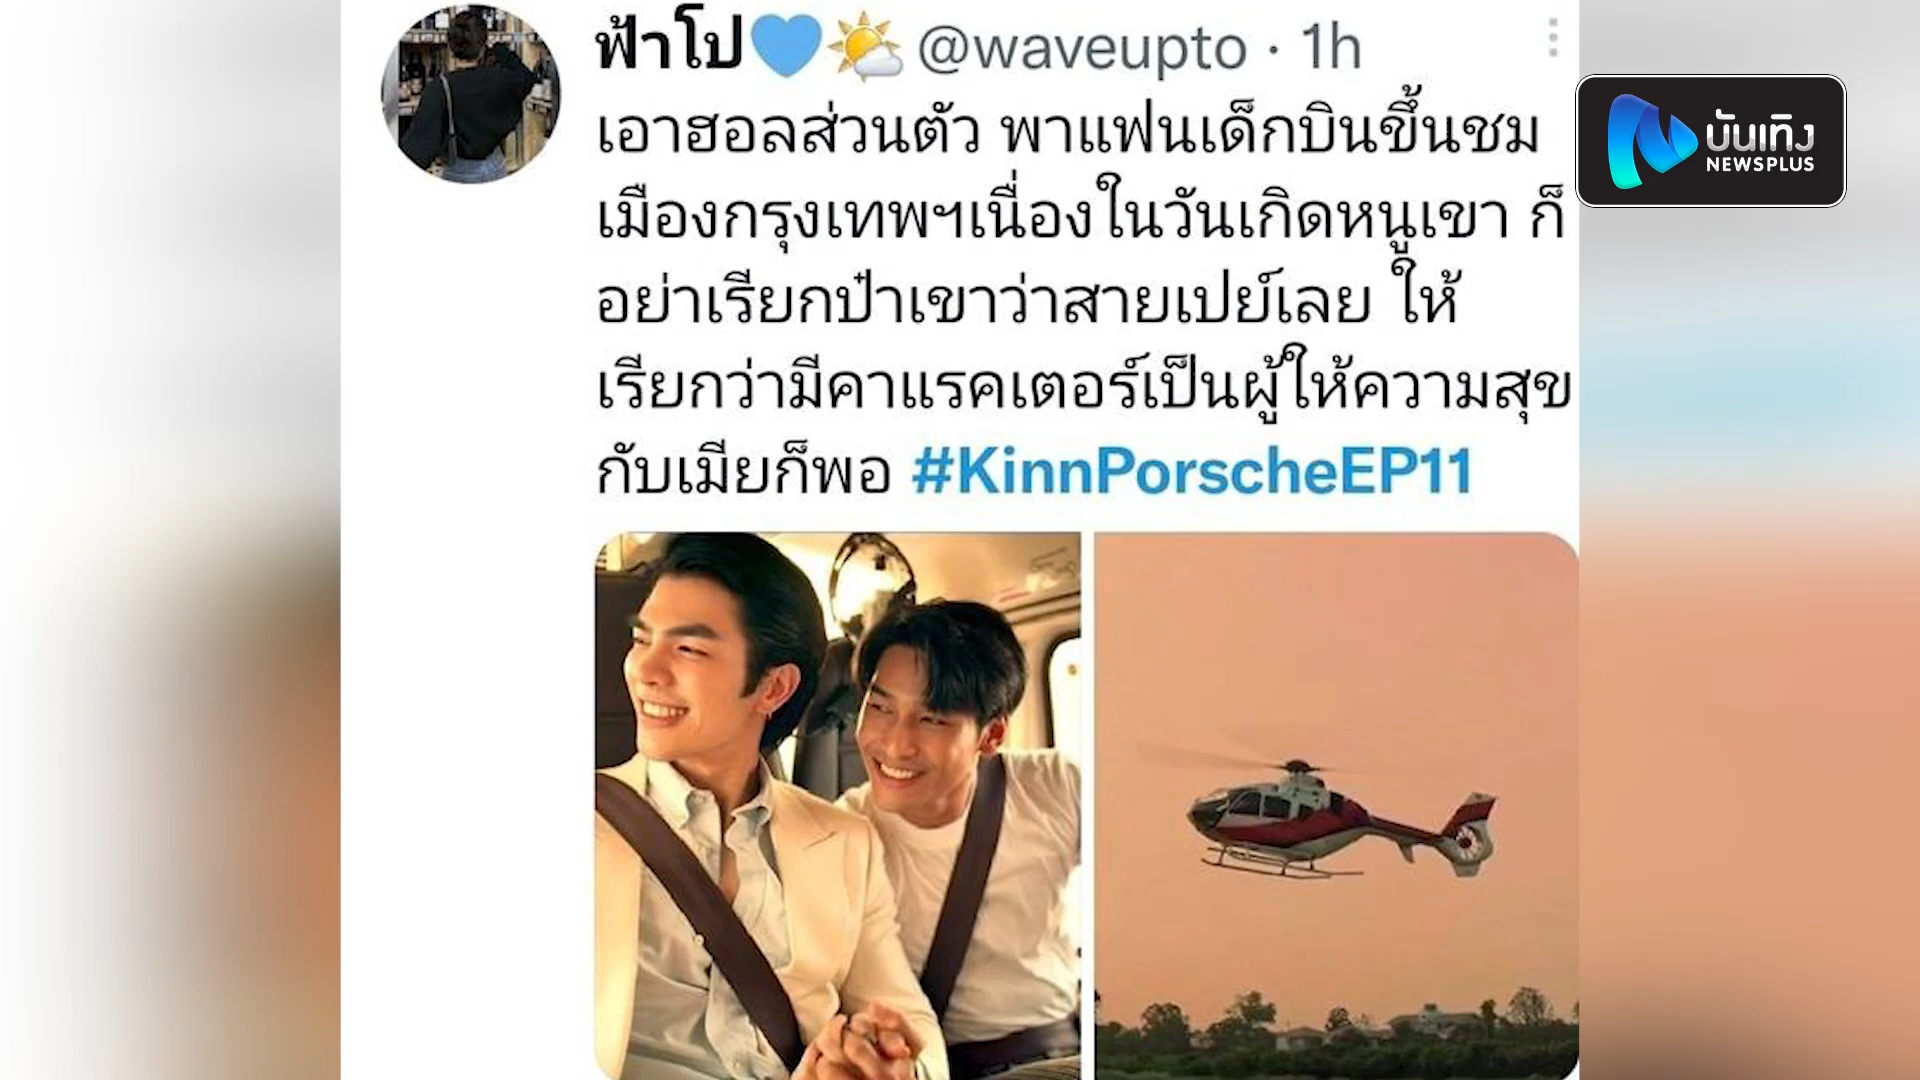 ฟ้าโป💙🌤️ @waveupto · 1h
เอาฮอลส่วนตัว พาแฟนเด็กบินขึ้นชม
เมืองกรุงเทพฯเนื่องในวันเกิดหนูเขา ก็
อย่าเรียกป๋าเขาว่าสายเปย์เลย ให้
เรียกว่ามีคาแรคเตอร์เป็นผู้ให้ความสุข
กับเมียก็พอ #KinnPorscheEP11
บันเทิง
NEWSPLUS